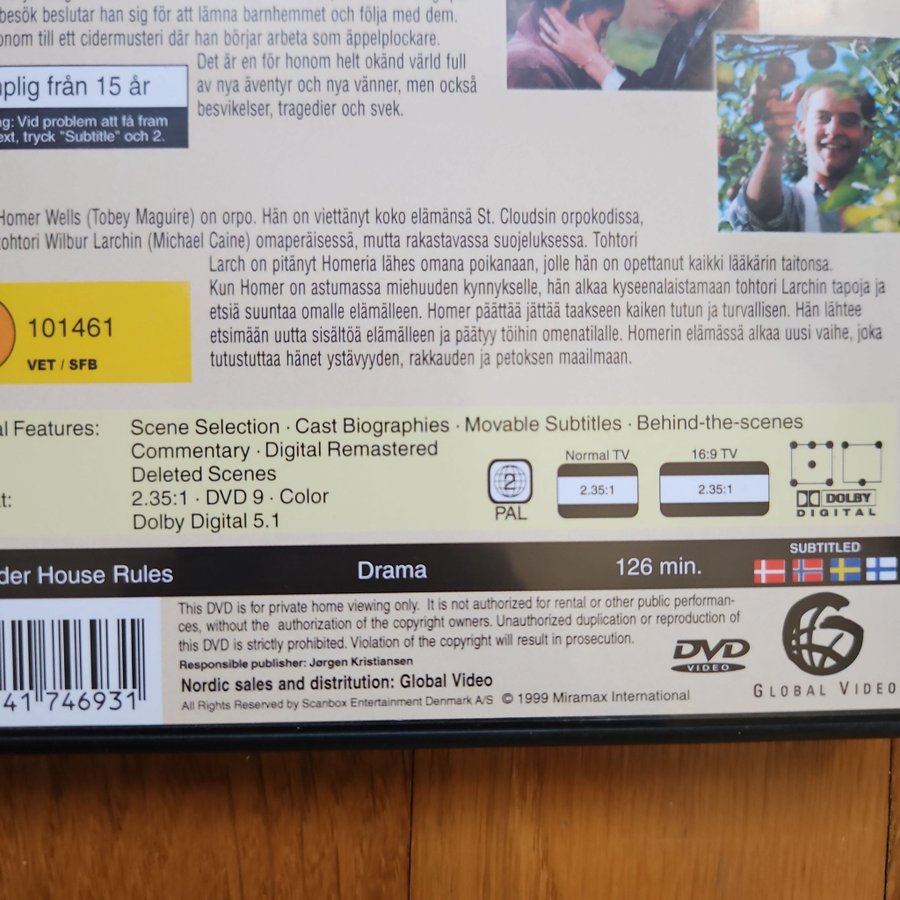 besök beslutar han sig för att lämna barnhemmet och följa med dem.
onom till ett cidermusteri där han börjar arbeta som äppelplockare.
Det är en för honom helt okänd värld full
av nya äventyr och nya vänner, men också
besvikelser, tragedier och svek.
plig från 15 år
g: Vid problem att få fram
ext, tryck "Subtitle" och 2.
Homer Wells (Tobey Maguire) on orpo. Hän on viettänyt koko elämänsä St. Cloudsin orpokodissa,
tohtori Wilbur Larchin (Michael Caine) omaperäisessä, mutta rakastavassa suojeluksessa. Tohtori
Larch on pitänyt Homeria lähes omana poikanaan, jolle hän on opettanut kaikki lääkärin taitonsa.
Kun Homer on astumassa miehuuden kynnykselle, hän alkaa kyseenalaistamaan tohtori Larchin tapoja ja
etsiä suuntaa omalle elämälleen. Homer päättää jättää taakseen kaiken tutun ja turvallisen. Hän lähtee
etsimään uutta sisältöä elämälleen ja päätyy töihin omenatilalle. Homerin elämässä alkaa uusi vaihe, joka
tutustuttaa hänet ystävyyden, rakkauden ja petoksen maailmaan.
101461
VET / SFB
al Features:
Scene Selection · Cast Biographies · Movable Subtitles · Behind-the-scenes
Commentary · Digital Remastered
Deleted Scenes
t:
2.35:1 · DVD 9 · Color
Dolby Digital 5.1
2
PAL
Normal TV
2.35:1
16:9 TV
2.35:1
DOLBY
DIGITAL
der House Rules
Drama
126 min.
SUBTITLED
This DVD is for private home viewing only. It is not authorized for rental or other public performan-
ces, without the authorization of the copyright owners. Unauthorized duplication or reproduction of
this DVD is strictly prohibited. Violation of the copyright will result in prosecution.
Responsible publisher: Jørgen Kristiansen
Nordic sales and distritution: Global Video
All Rights Reserved by Scanbox Entertainment Denmark A/S © 1999 Miramax International
41 746931
DVD
VIDEO
GLOBAL VIDEO